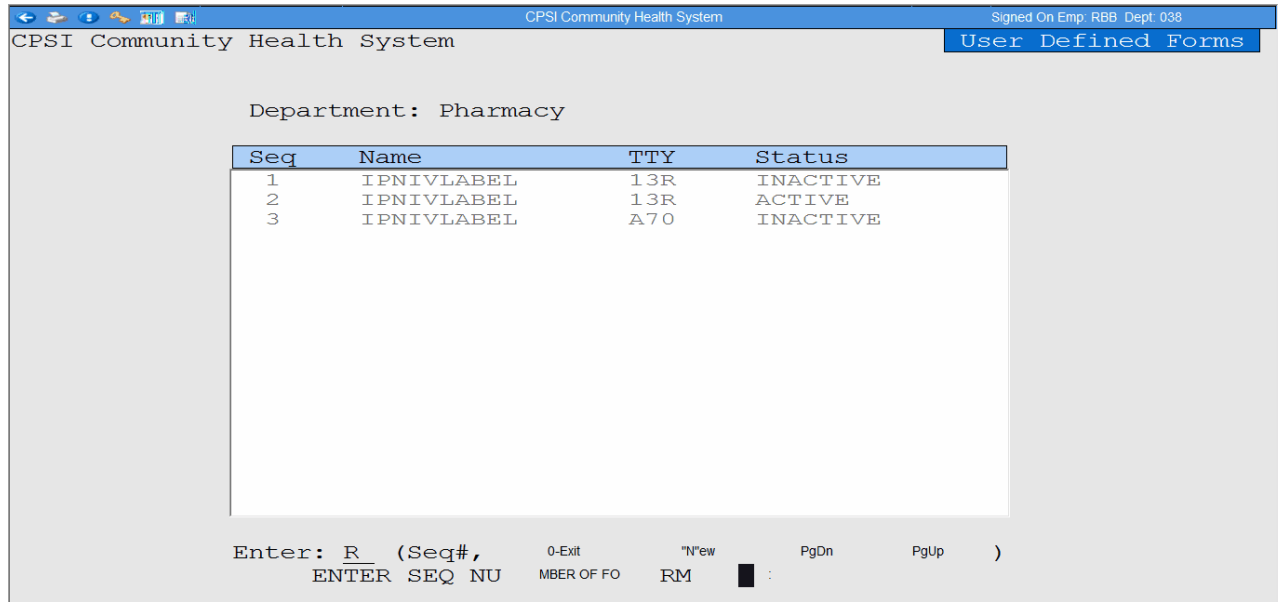 CPSI Community Health System Signed On Emp: RBB Dept: 038
CPSI Community Health System User Defined Forms
Department: Pharmacy
Seq Name TTY Status
1 IPNIVLABEL 13R INACTIVE
2 IPNIVLABEL 13R ACTIVE
3 IPNIVLABEL A70 INACTIVE
Enter: R (Seq#, 0-Exit "N"ew PgDn PgUp )
ENTER SEQ NU MBER OF FO RM :